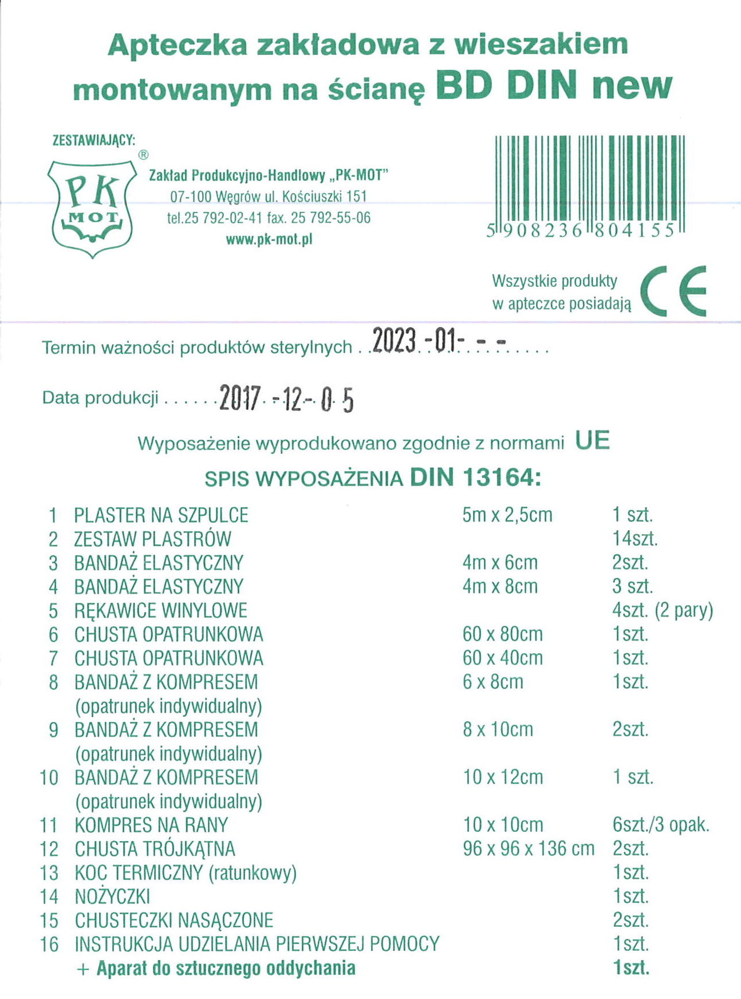 Apteczka zakładowa z wieszakiem
montowanym na ścianę BD DIN new
ZESTAWIAJĄCY:
®
PK
MOT
Zakład Produkcyjno-Handlowy „PK-MOT”
07-100 Węgrów ul. Kościuszki 151
tel.25 792-02-41 fax. 25 792-55-06
www.pk-mot.pl
5 908236 804155
Wszystkie produkty
w apteczce posiadają
CE
Termin ważności produktów sterylnych . . 2023.-01-. - - . . . . .
Data produkcji . . . . . . 2017 -12- 0 5
Wyposażenie wyprodukowano zgodnie z normami UE
SPIS WYPOSAŻENIA DIN 13164:
1 PLASTER NA SZPULCE 5m x 2,5cm 1 szt.
2 ZESTAW PLASTRÓW 14szt.
3 BANDAŻ ELASTYCZNY 4m x 6cm 2szt.
4 BANDAŻ ELASTYCZNY 4m x 8cm 3 szt.
5 RĘKAWICE WINYLOWE 4szt. (2 pary)
6 CHUSTA OPATRUNKOWA 60 x 80cm 1szt.
7 CHUSTA OPATRUNKOWA 60 x 40cm 1szt.
8 BANDAŻ Z KOMPRESEM 6 x 8cm 1szt.
(opatrunek indywidualny)
9 BANDAŻ Z KOMPRESEM 8 x 10cm 2szt.
(opatrunek indywidualny)
10 BANDAŻ Z KOMPRESEM 10 x 12cm 1 szt.
(opatrunek indywidualny)
11 KOMPRES NA RANY 10 x 10cm 6szt./3 opak.
12 CHUSTA TRÓJKĄTNA 96 x 96 x 136 cm 2szt.
13 KOC TERMICZNY (ratunkowy) 1szt.
14 NOŻYCZKI 1szt.
15 CHUSTECZKI NASĄCZONE 2szt.
16 INSTRUKCJA UDZIELANIA PIERWSZEJ POMOCY 1szt.
+ Aparat do sztucznego oddychania 1szt.